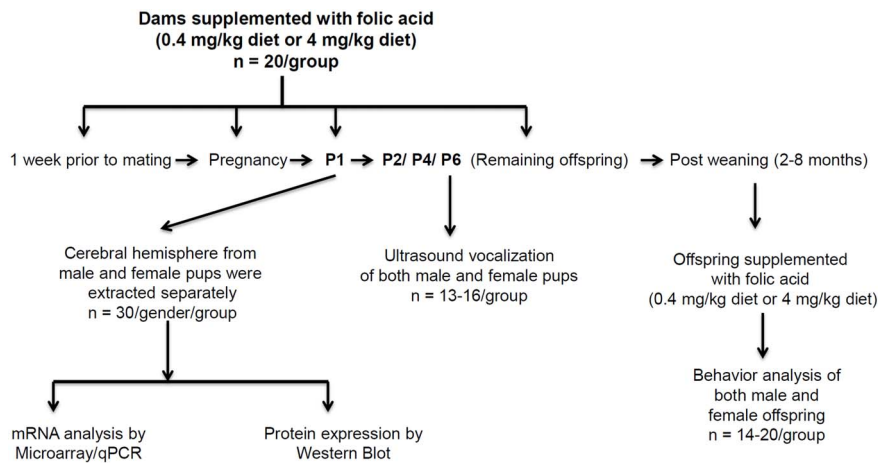 Dams supplemented with folic acid
(0.4 mg/kg diet or 4 mg/kg diet)
n = 20/group
1 week prior to mating
Pregnancy
P1
P2/ P4/ P6 (Remaining offspring)
Post weaning (2-8 months)
Cerebral hemisphere from
male and female pups were
extracted separately
n = 30/gender/group
Ultrasound vocalization
of both male and female pups
n = 13-16/group
Offspring supplemented
with folic acid
(0.4 mg/kg diet or 4 mg/kg diet)
mRNA analysis by
Microarray/qPCR
Protein expression by
Western Blot
Behavior analysis of
both male and
female offspring
n = 14-20/group